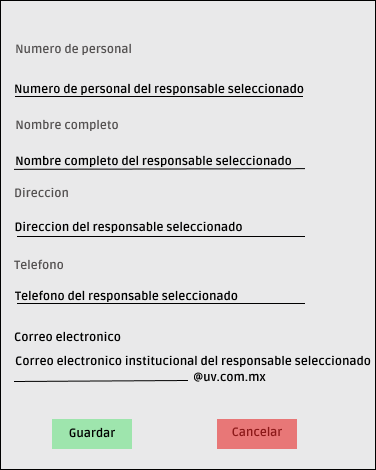 Numero de personal
Numero de personal del responsable seleccionado
Nombre completo
Nombre completo del responsable seleccionado
Direccion
Direccion del responsable seleccionado
Telefono
Telefono del responsable seleccionado
Correo electronico
Correo electronico institucional del responsable seleccionado
@uv.com.mx
Guardar Cancelar